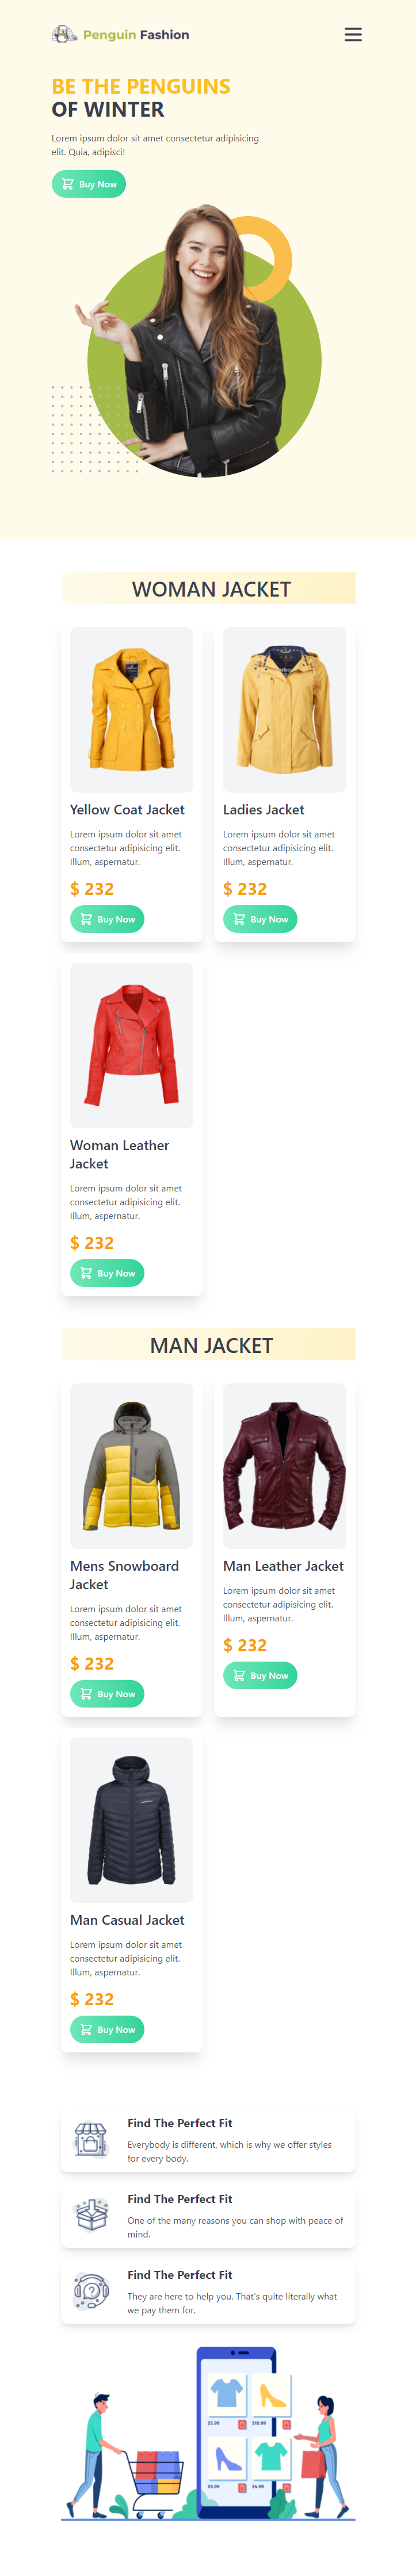 Penguin Fashion
BE THE PENGUINS
OF WINTER
Lorem ipsum dolor sit amet consectetur adipisicing
elit. Quia, adipisci!
Buy Now
WOMAN JACKET
Yellow Coat Jacket
Lorem ipsum dolor sit amet
consectetur adipisicing elit.
Illum, aspernatur.
$ 232
Buy Now
Ladies Jacket
Lorem ipsum dolor sit amet
consectetur adipisicing elit.
Illum, aspernatur.
$ 232
Buy Now
Woman Leather
Jacket
Lorem ipsum dolor sit amet
consectetur adipisicing elit.
Illum, aspernatur.
$ 232
Buy Now
MAN JACKET
Mens Snowboard
Jacket
Lorem ipsum dolor sit amet
consectetur adipisicing elit.
Illum, aspernatur.
$ 232
Buy Now
Man Leather Jacket
Lorem ipsum dolor sit amet
consectetur adipisicing elit.
Illum, aspernatur.
$ 232
Buy Now
Man Casual Jacket
Lorem ipsum dolor sit amet
consectetur adipisicing elit.
Illum, aspernatur.
$ 232
Buy Now
Find The Perfect Fit
Everybody is different, which is why we offer styles
for every body.
Find The Perfect Fit
One of the many reasons you can shop with peace of
mind.
Find The Perfect Fit
They are here to help you. That's quite literally what
we pay them for.
$5.99
$10.99
$9.99
$4.99